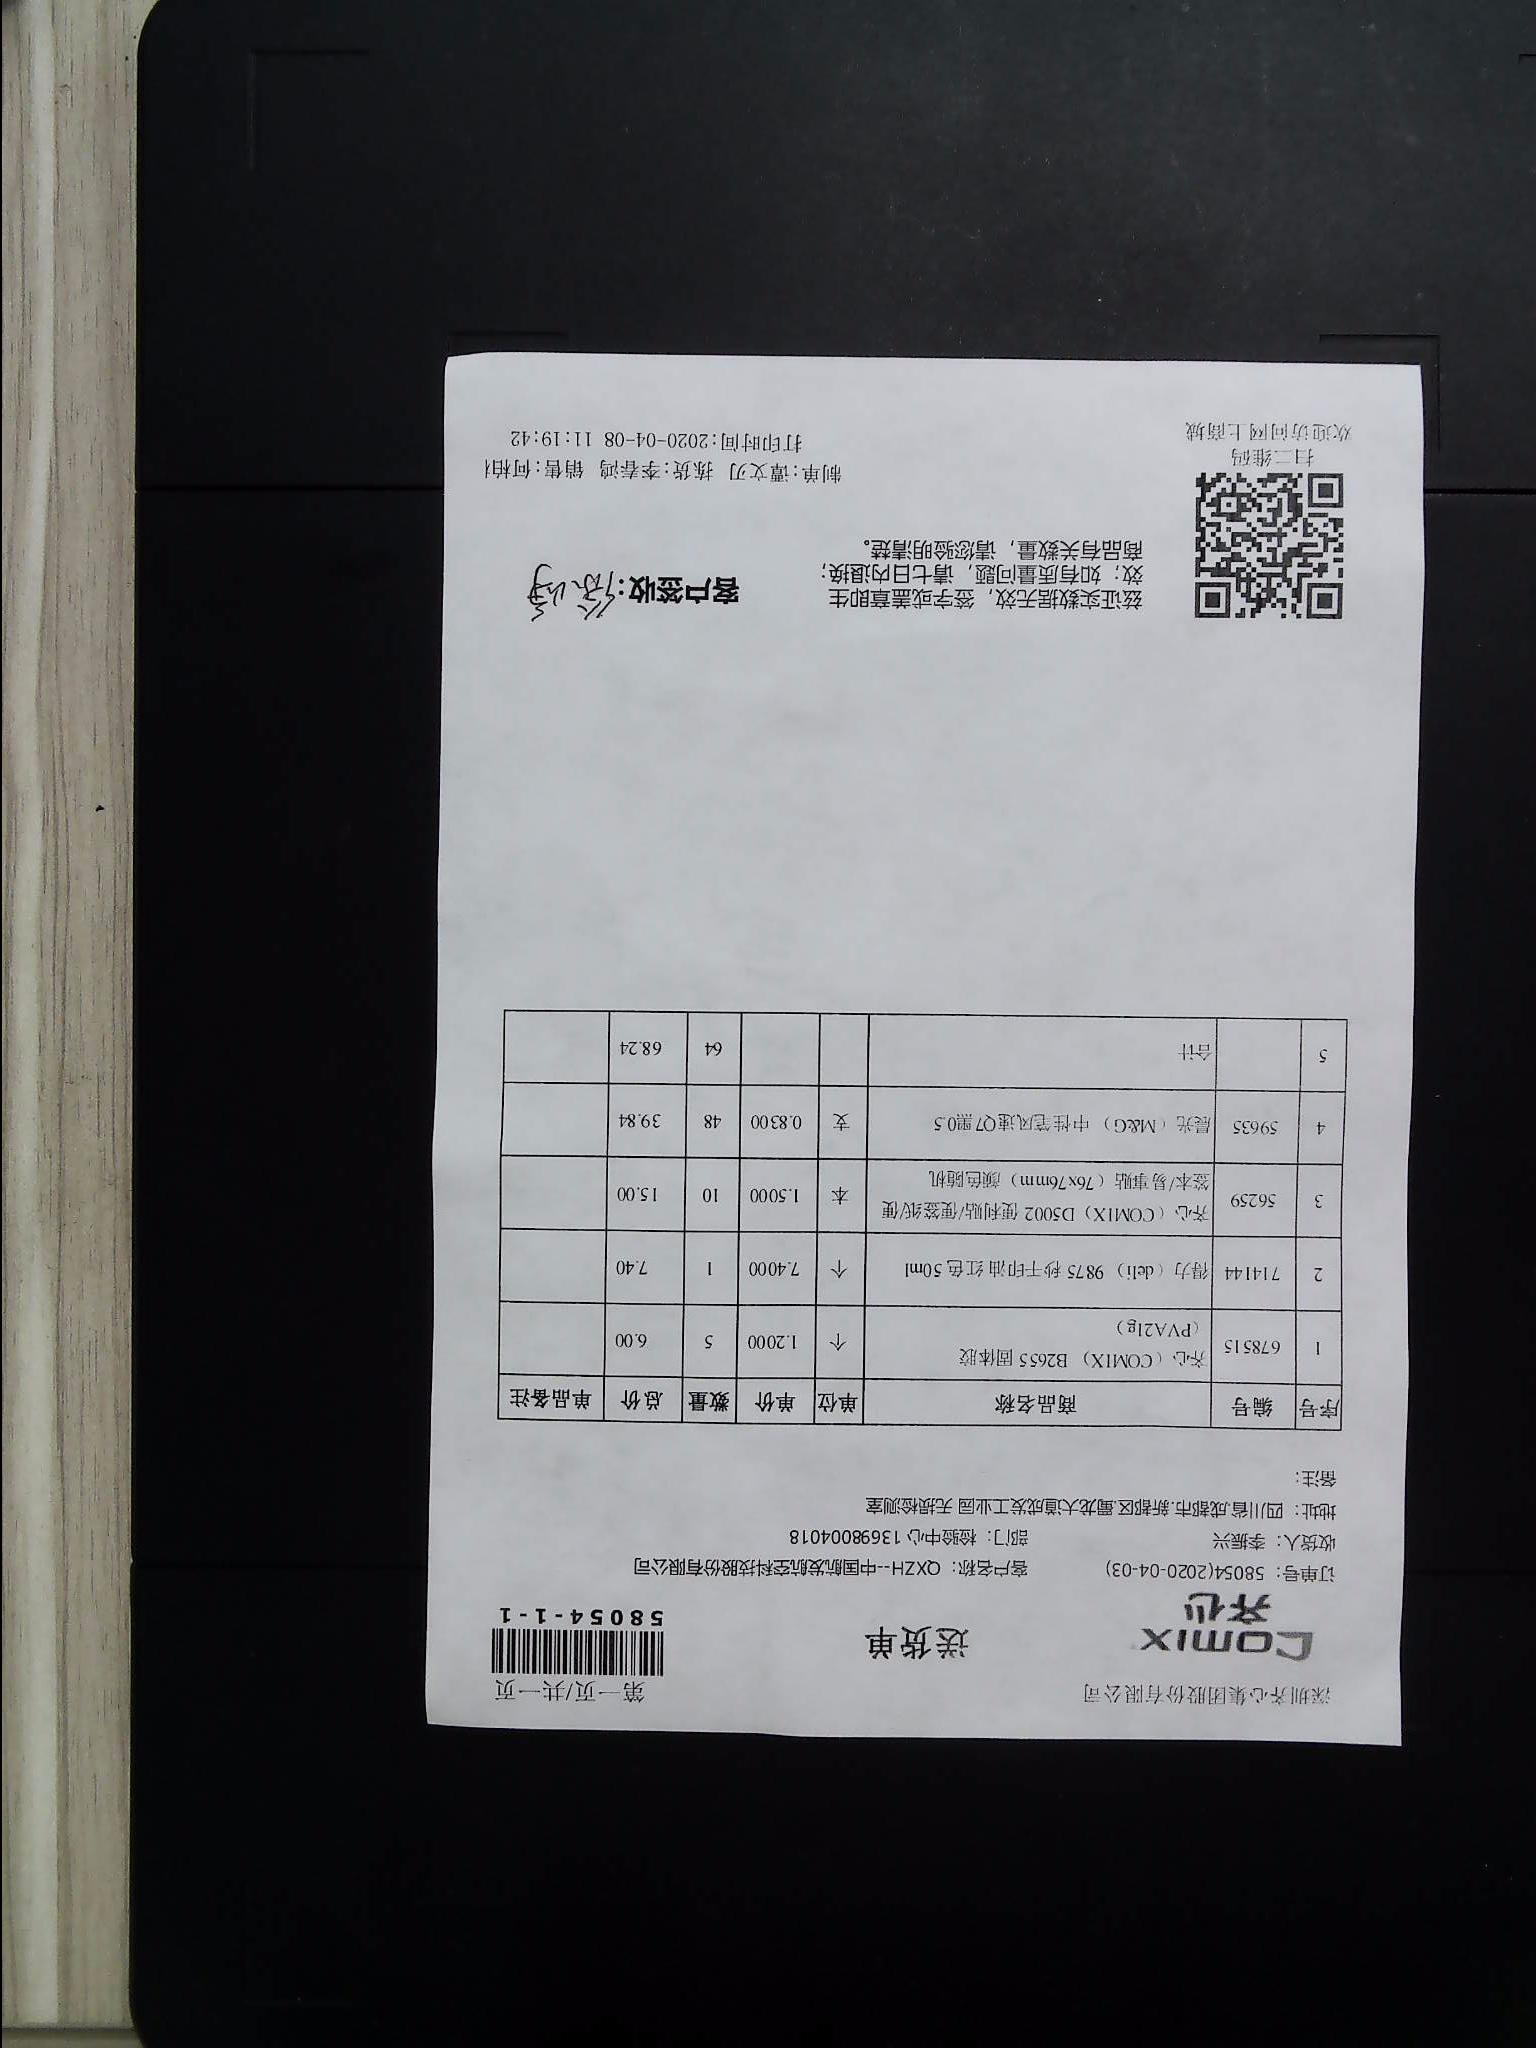 深圳齐心集团股份有限公司
第一页/共一页
COMIX
齐心
送货单
58054-1-1
订单号: 58054(2020-04-03) 客户名称: QXZH--中国航发航空科技股份有限公司
收货人: 李振兴 部门: 检验中心 13698004018
地址: 四川省.成都市.新都区.蜀龙大道成发工业园 无损检测室
备注:
序号 编号 商品名称 单位 单价 数量 总价 单品备注
1 678515 齐心（COMIX） B2655 固体胶
（PVA21g） 个 1.2000 5 6.00
2 714144 得力（deli） 9875 秒干印油 红色 50ml 个 7.4000 1 7.40
3 56259 齐心（COMIX） D5002 便利贴/便签纸/便
签本/易事贴（76x76mm）颜色随机 本 1.5000 10 15.00
4 59635 晨光（M&G） 中性笔风速Q7黑0.5 支 0.8300 48 39.84
5 合计 64 68.24
兹证实数据无效，签字或盖章即生
效；如有质量问题，请七日内退换；
商品有关数量，请您验明清楚。
客户签收:
扫二维码
欢迎访问网上商城
制单:谭文刃 拣货:李春鸿 销售:何柏
打印时间:2020-04-08 11:19:42